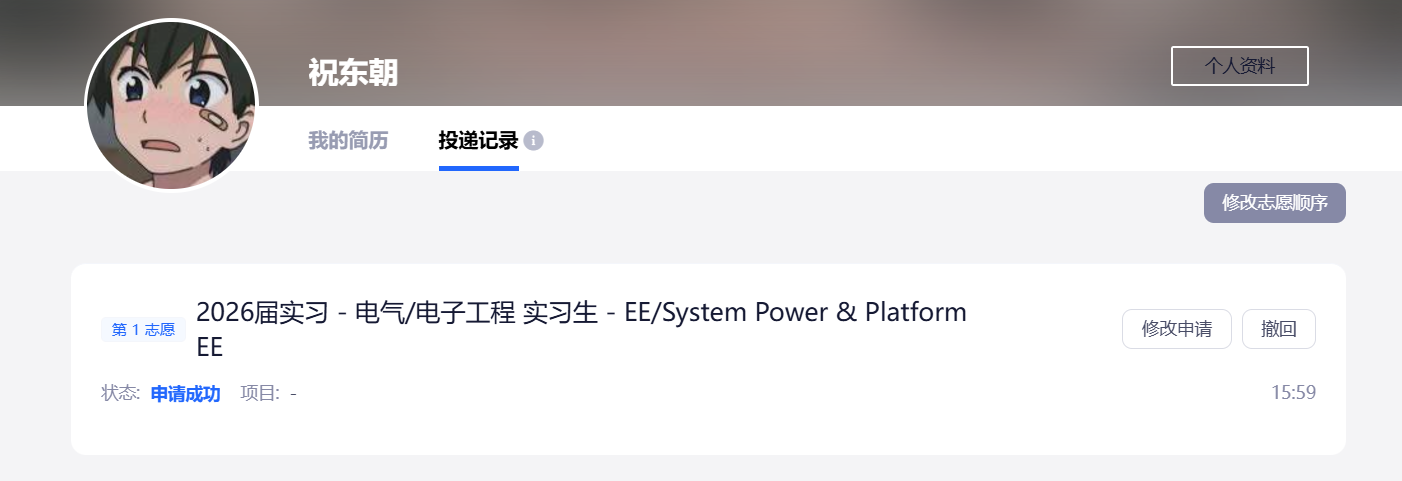 祝东朝
个人资料
我的简历
投递记录
修改志愿顺序
第 1 志愿
2026届实习 - 电气/电子工程 实习生 - EE/System Power & Platform
EE
修改申请
撤回
状态: 申请成功 项目: -
15:59